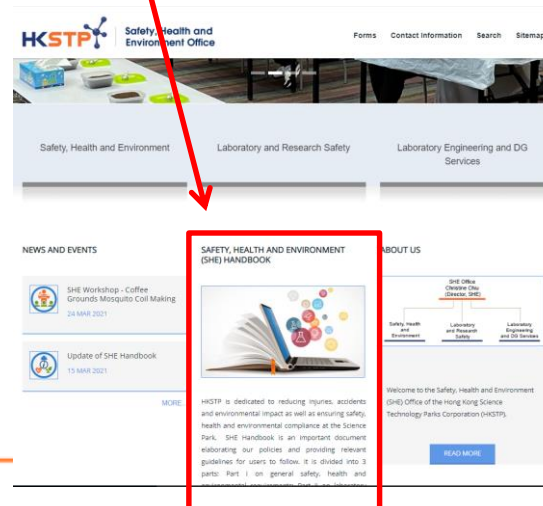 HKSTP
Safety, Health and
Environment Office
Forms Contact Information Search Sitemap
Safety, Health and Environment
Laboratory and Research Safety
Laboratory Engineering and DG
Services
NEWS AND EVENTS
SHE Workshop - Coffee
Grounds Mosquito Coil Making
24 MAR 2021
Update of SHE Handbook
15 MAR 2021
MORE
SAFETY, HEALTH AND ENVIRONMENT
(SHE) HANDBOOK
HKSTP is dedicated to reducing injuries, accidents
and environmental impact as well as ensuring safety,
health and environmental compliance at the Science
Park. SHE Handbook is an important document
elaborating our policies and providing relevant
guidelines for users to follow. It is divided into 3
parts: Part I on general safety, health and
environmental requirements; Part II on laboratory
ABOUT US
SHE Office
Christine Chiu
(Director, SHE)
Safety, Health
and
Environment
Laboratory
and Research
Safety
Laboratory
Engineering
and DG Services
Welcome to the Safety, Health and Environment
(SHE) Office of the Hong Kong Science
Technology Parks Corporation (HKSTP).
READ MORE